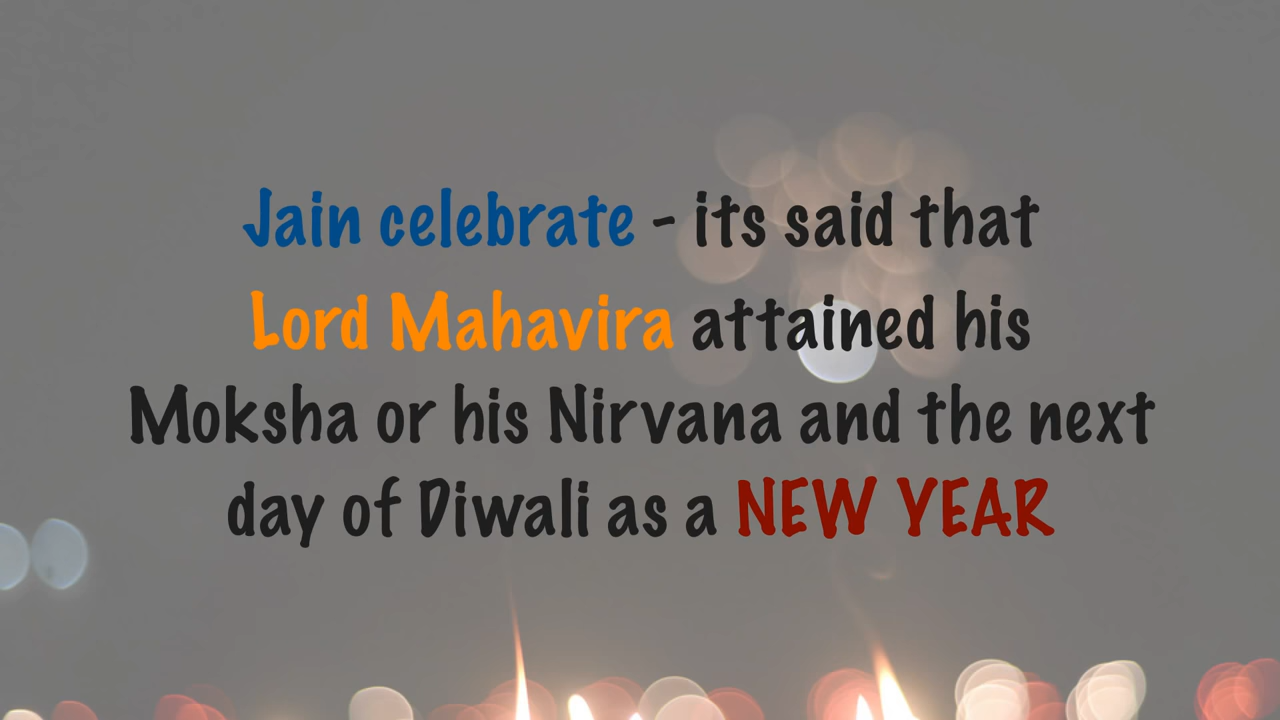 Jain celebrate - its said that
Lord Mahavira attained his
Moksha or his Nirvana and the next
day of Diwali as a NEW YEAR